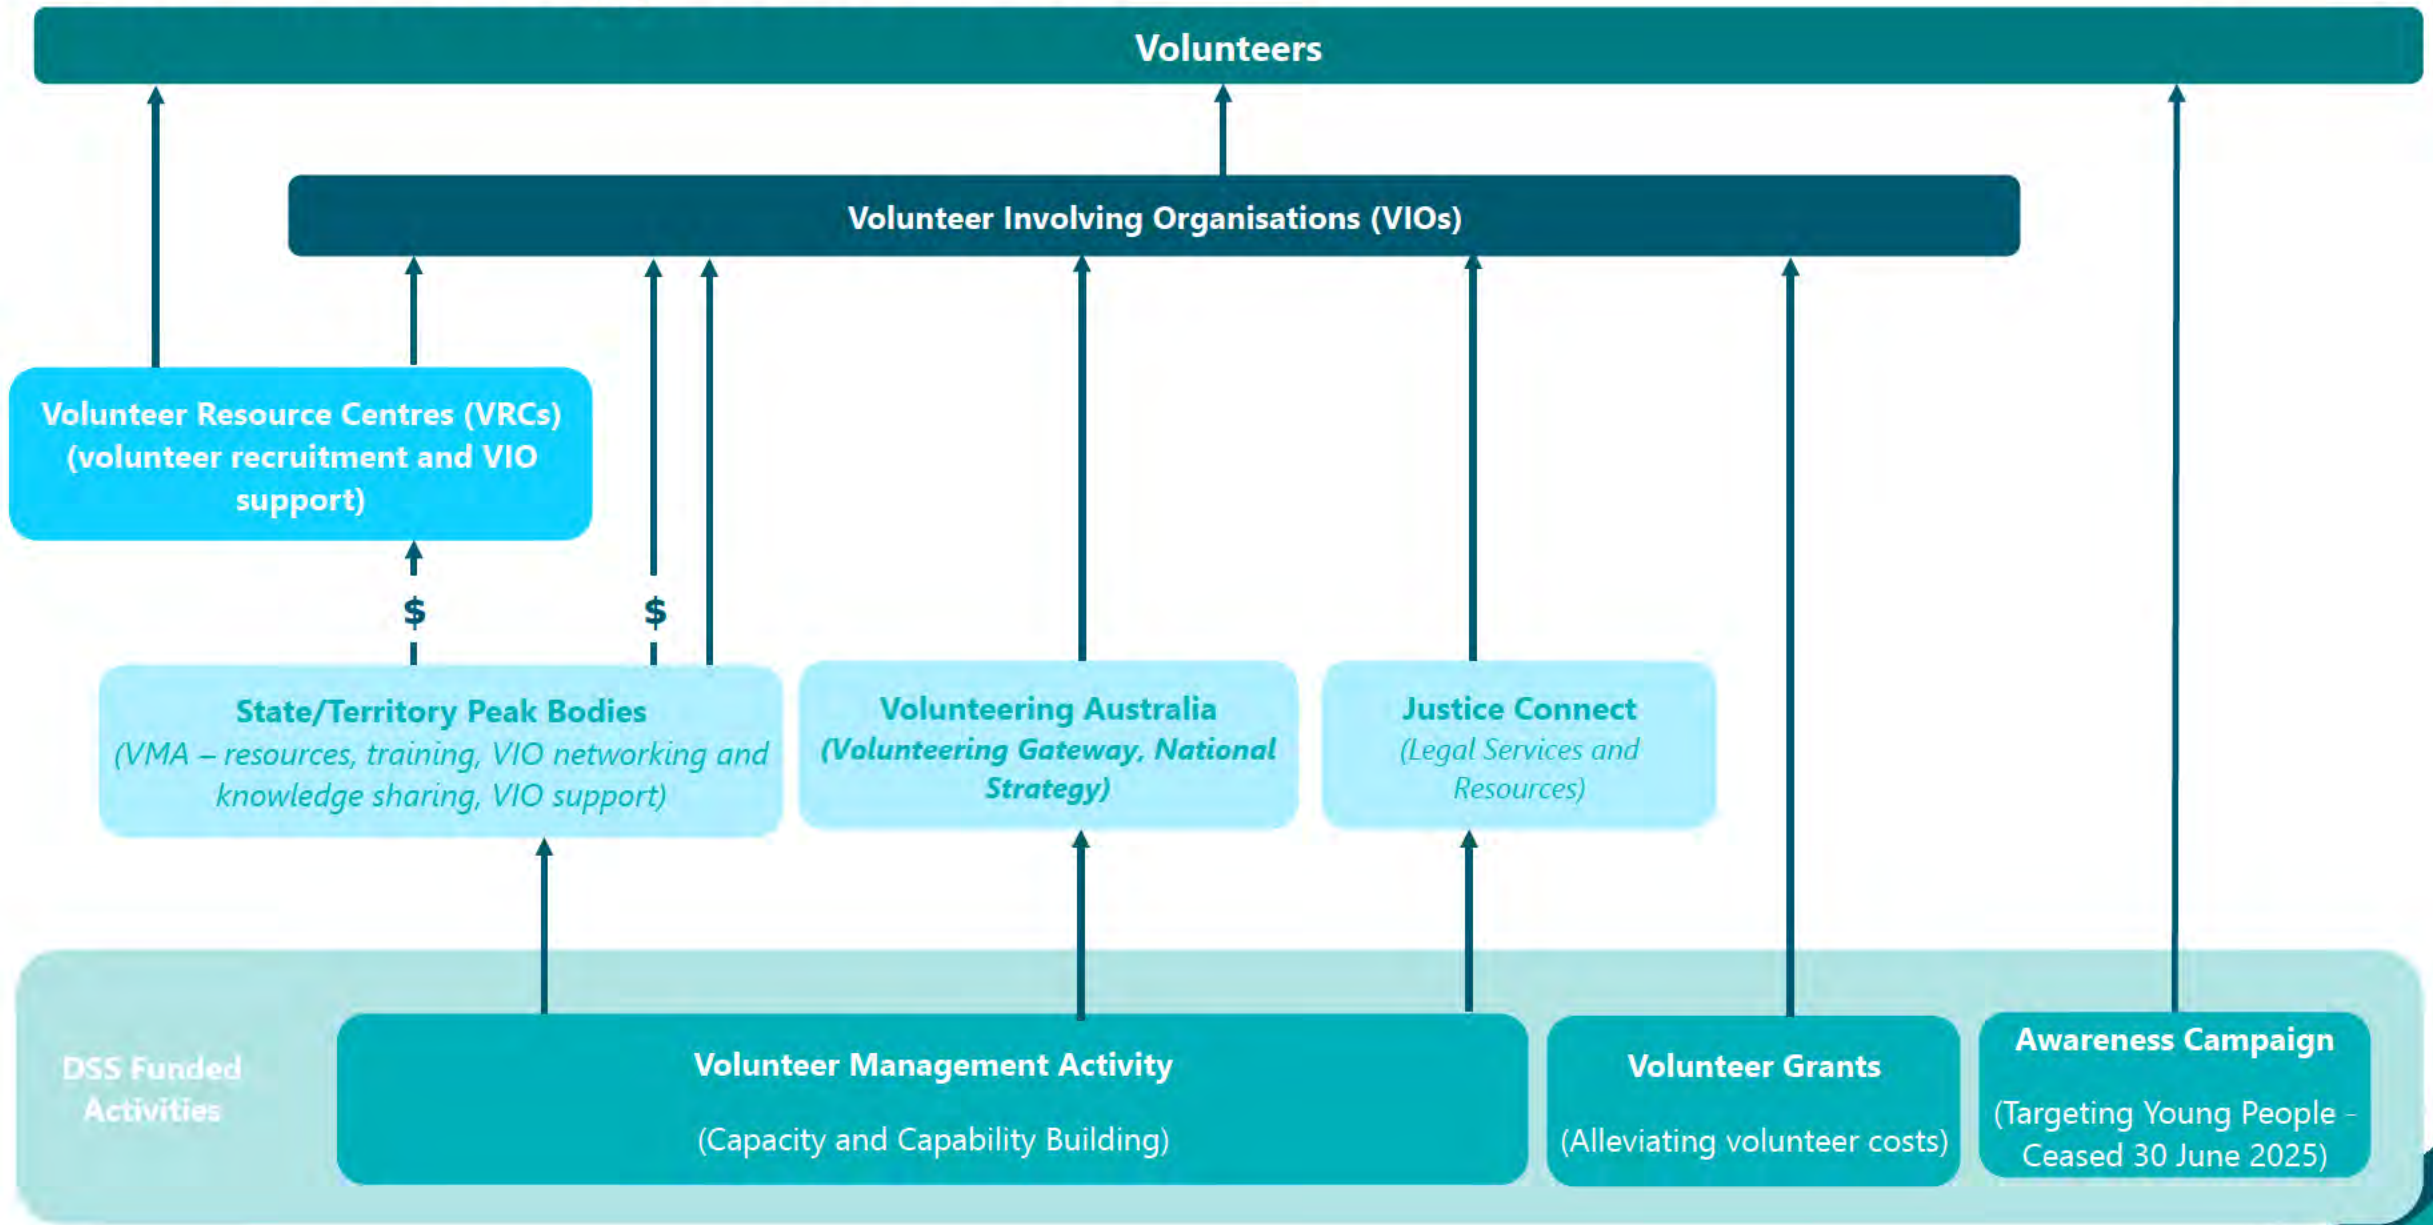 Volunteers
Volunteer Involving Organisations (VIOs)
Volunteer Resource Centres (VRCs)
(volunteer recruitment and VIO
support)
$
$
State/Territory Peak Bodies
(VMA – resources, training, VIO networking and
knowledge sharing, VIO support)
Volunteering Australia
(Volunteering Gateway, National
Strategy)
Justice Connect
(Legal Services and
Resources)
DSS Funded
Activities
Volunteer Management Activity
(Capacity and Capability Building)
Volunteer Grants
(Alleviating volunteer costs)
Awareness Campaign
(Targeting Young People -
Ceased 30 June 2025)